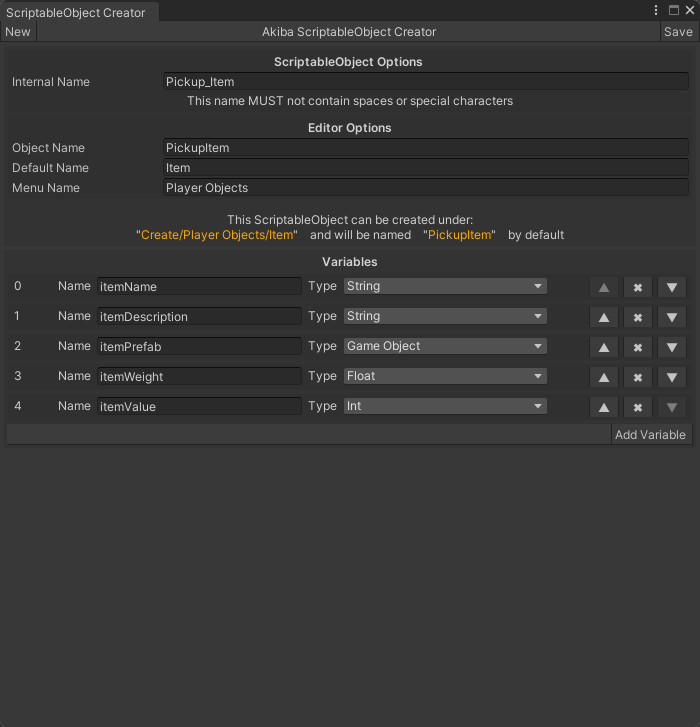 ScriptableObject Creator
New Akiba ScriptableObject Creator Save
ScriptableObject Options
Internal Name Pickup_Item
This name MUST not contain spaces or special characters
Editor Options
Object Name PickupItem
Default Name Item
Menu Name Player Objects
This ScriptableObject can be created under:
"Create/Player Objects/Item" and will be named "PickupItem" by default
Variables
0 Name itemName Type String
1 Name itemDescription Type String
2 Name itemPrefab Type Game Object
3 Name itemWeight Type Float
4 Name itemValue Type Int
Add Variable